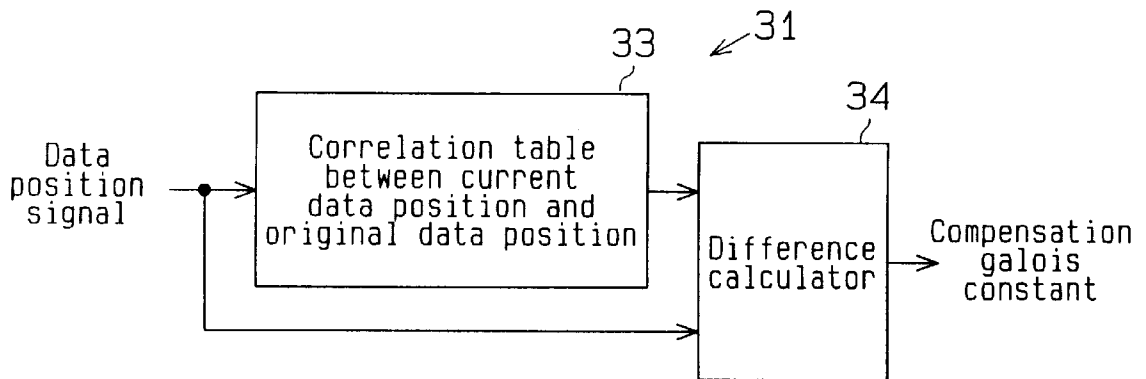 31
33
34
Data
position
signal
Correlation table
between current
data position and
original data position
Difference
calculator
Compensation
galois
constant